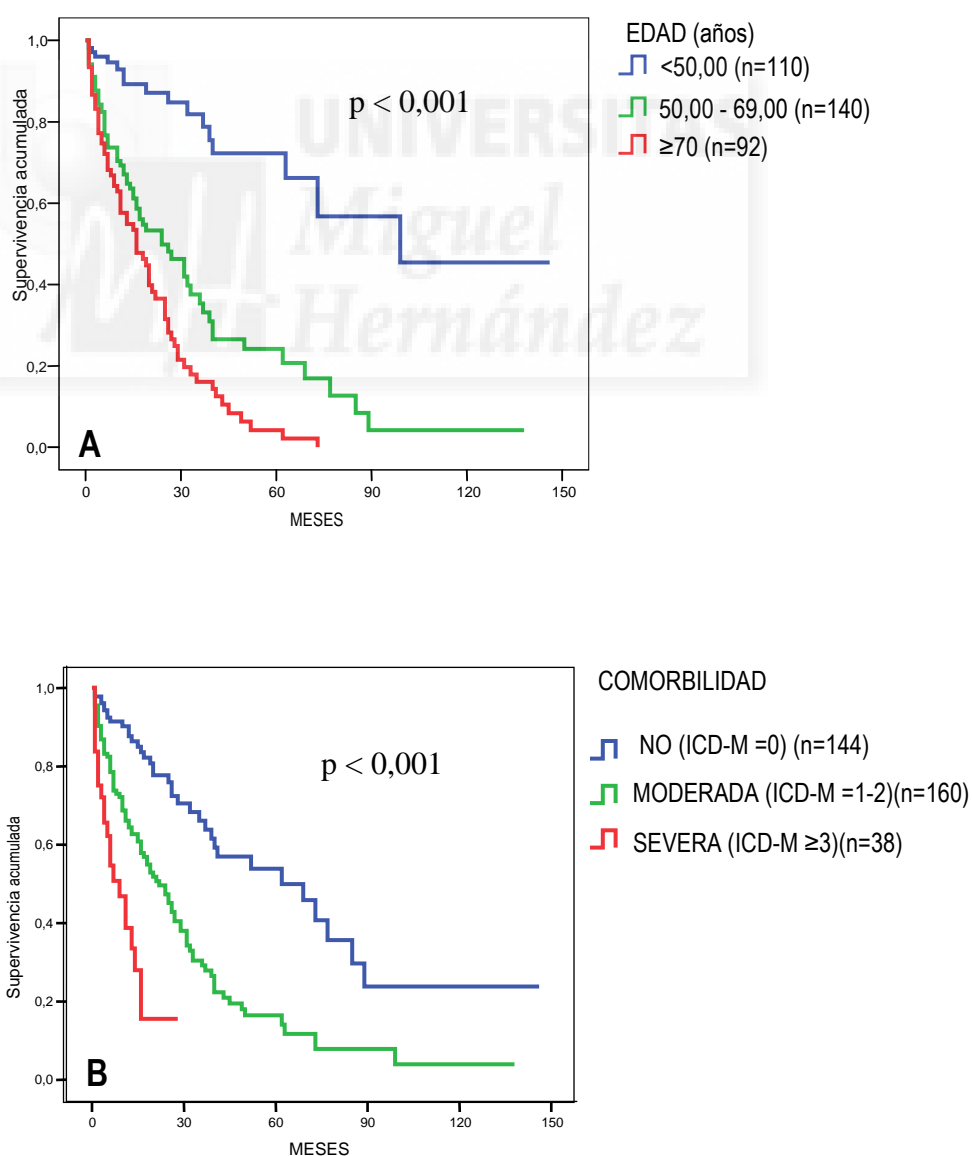 EDAD (años)
<50,00 (n=110)
50,00 - 69,00 (n=140)
≥70 (n=92)
p < 0,001
UNIVERSITAS
Miguel
Hernández
Supervivencia acumulada
1,0
0,8
0,6
0,4
0,2
0,0
A
0 30 60 90 120 150
MESES
COMORBILIDAD
NO (ICD-M =0) (n=144)
MODERADA (ICD-M =1-2)(n=160)
SEVERA (ICD-M ≥3)(n=38)
p < 0,001
Supervivencia acumulada
1,0
0,8
0,6
0,4
0,2
0,0
B
0 30 60 90 120 150
MESES